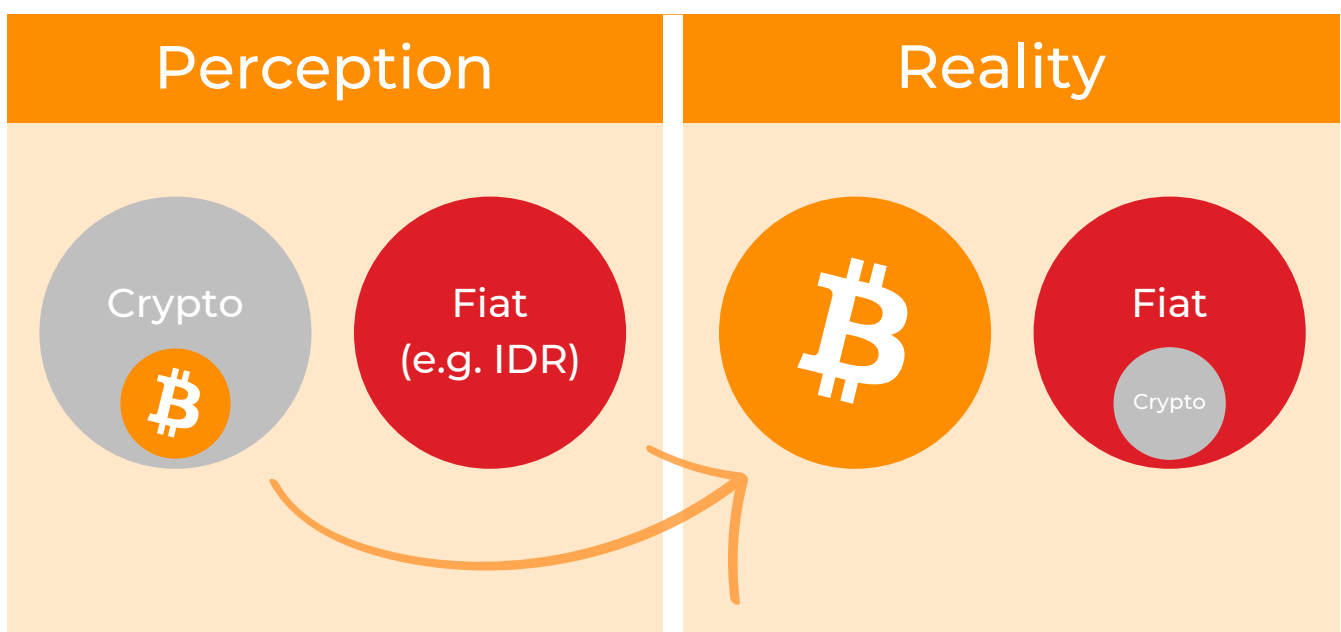 Perception
Crypto
Fiat
(e.g. IDR)
Reality
Fiat
Crypto